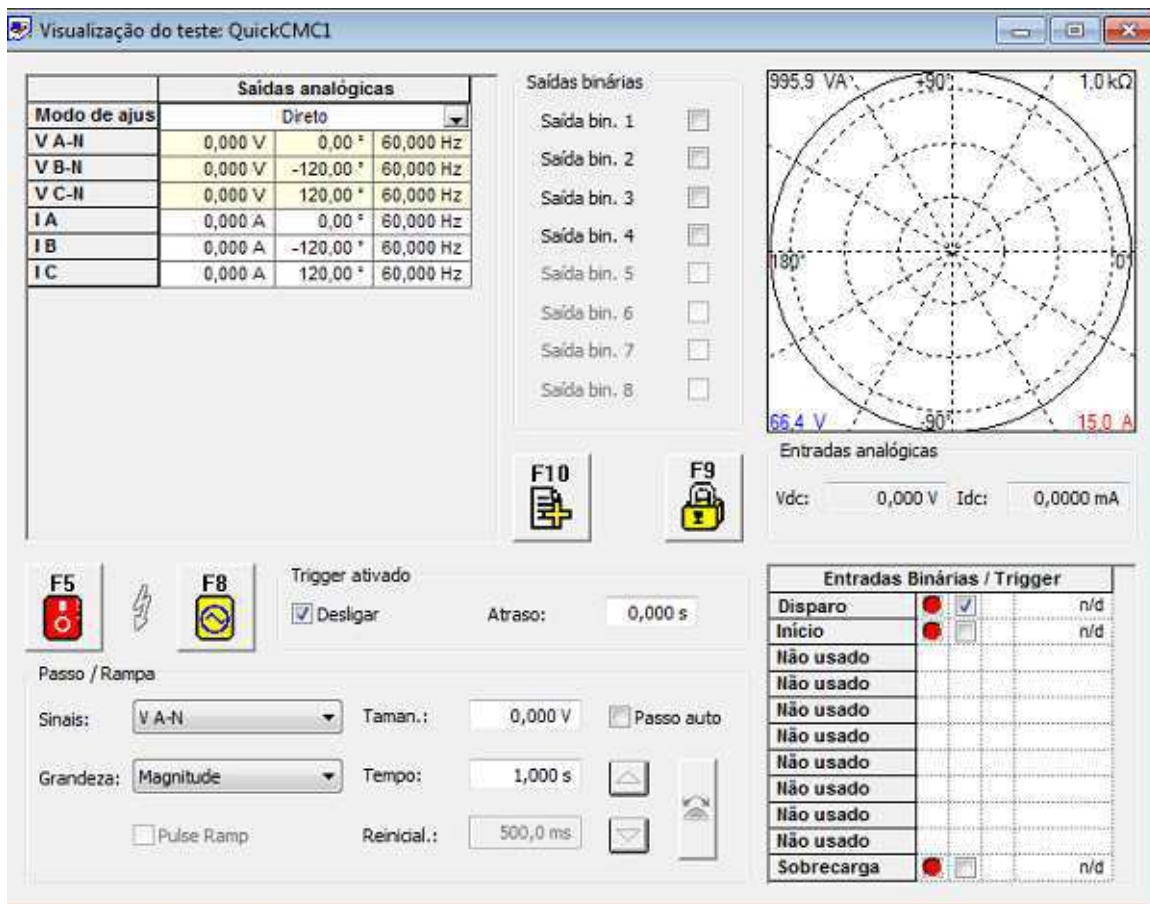 Visualização do teste: QuickCMC1
Saídas analógicas
Modo de ajus Direto
V A-N 0,000 V 0,00 ° 60,000 Hz
V B-N 0,000 V -120,00 ° 60,000 Hz
V C-N 0,000 V 120,00 ° 60,000 Hz
I A 0,000 A 0,00 ° 60,000 Hz
I B 0,000 A -120,00 ° 60,000 Hz
I C 0,000 A 120,00 ° 60,000 Hz
Saídas binárias
Saída bin. 1
Saída bin. 2
Saída bin. 3
Saída bin. 4
Saída bin. 5
Saída bin. 6
Saída bin. 7
Saída bin. 8
995,9 VA +90° 1,0 kΩ
180° 0°
66,4 V -90° 15,0 A
F10
F9
Entradas analógicas
Vdc: 0,000 V Idc: 0,0000 mA
F5
F8
Trigger ativado
Desligar Atraso: 0,000 s
Passo / Rampa
Sinais: V A-N Taman.: 0,000 V Passo auto
Grandeza: Magnitude Tempo: 1,000 s
Pulse Ramp Reinicial.: 500,0 ms
Entradas Binárias / Trigger
Disparo n/d
Início n/d
Não usado
Não usado
Não usado
Não usado
Não usado
Não usado
Não usado
Não usado
Sobrecarga n/d